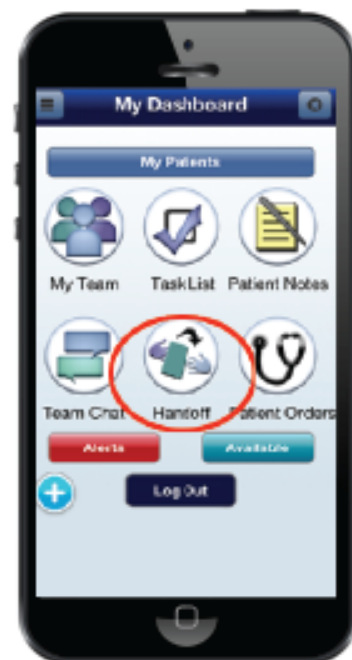 My Dashboard
My Patients
My Team TaskList Patient Notes
Team Chat Handoff Patient Orders
Alerts Available
Log Out